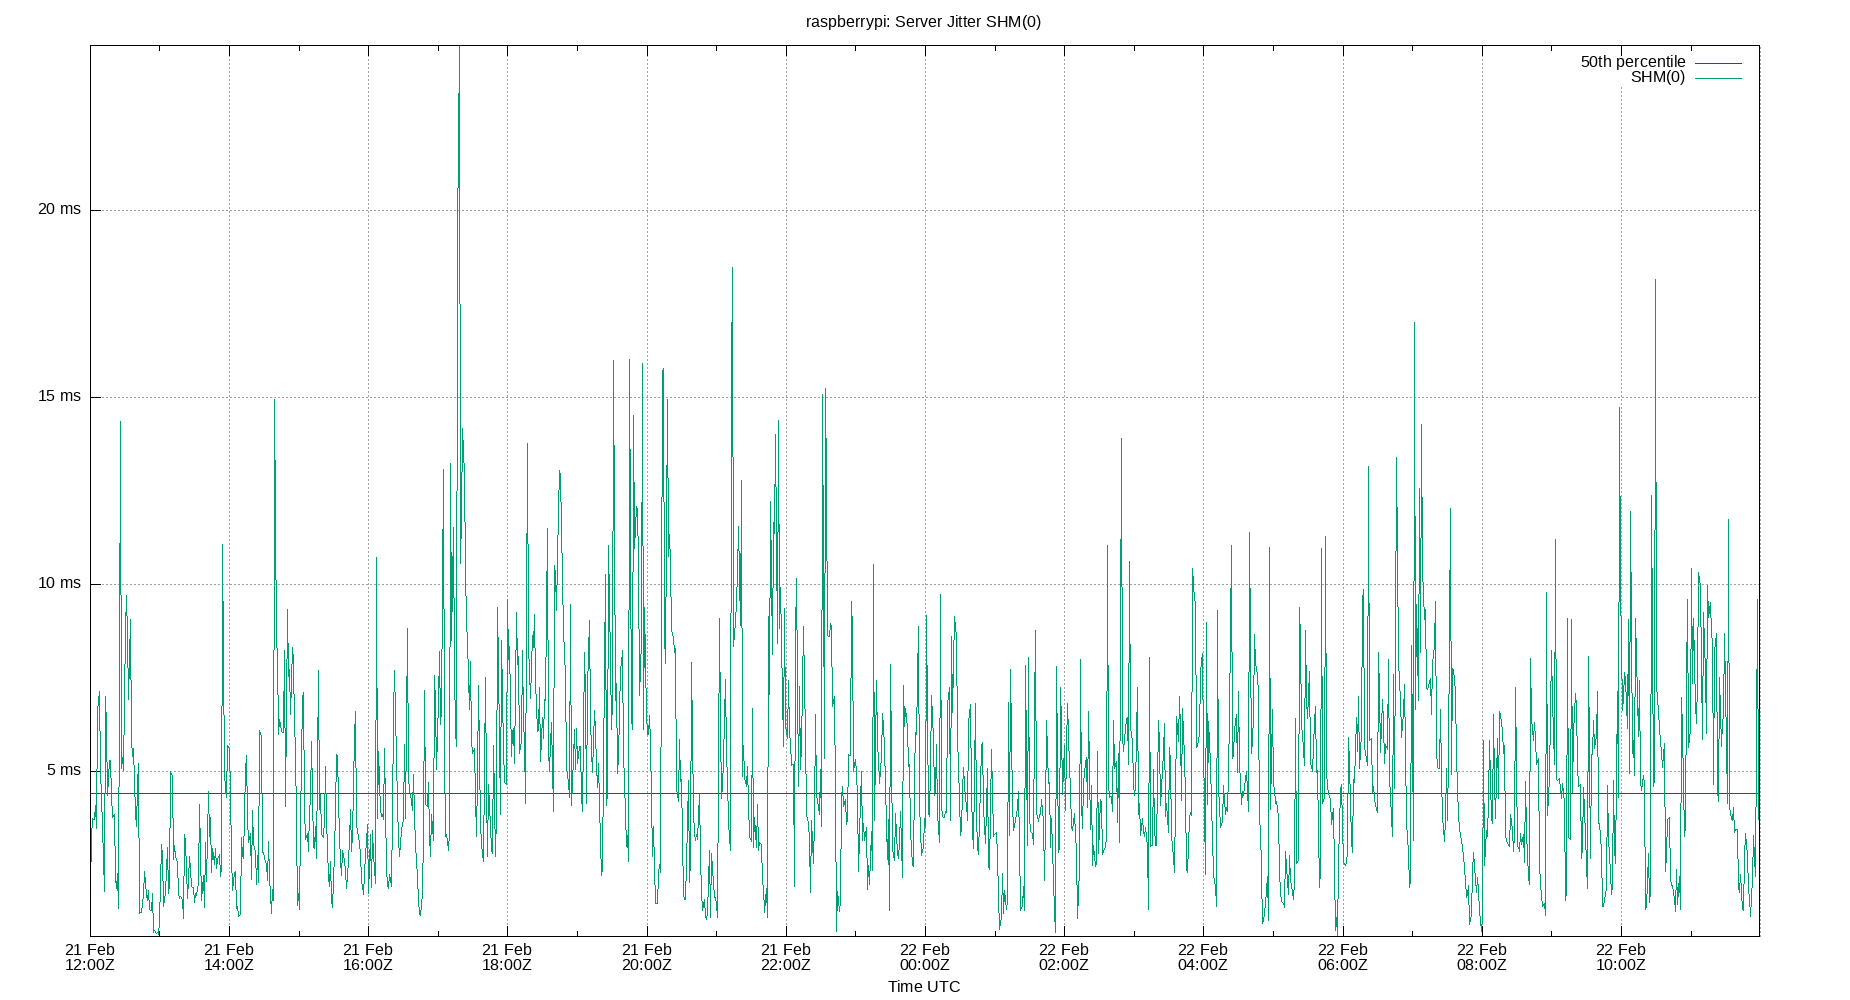 raspberrypi: Server Jitter SHM(0)
50th percentile
SHM(0)
20 ms
15 ms
10 ms
5 ms
21 Feb 21 Feb 21 Feb 21 Feb 21 Feb 21 Feb 22 Feb 22 Feb 22 Feb 22 Feb 22 Feb 22 Feb
12:00Z 14:00Z 16:00Z 18:00Z 20:00Z 22:00Z 00:00Z 02:00Z 04:00Z 06:00Z 08:00Z 10:00Z
Time UTC